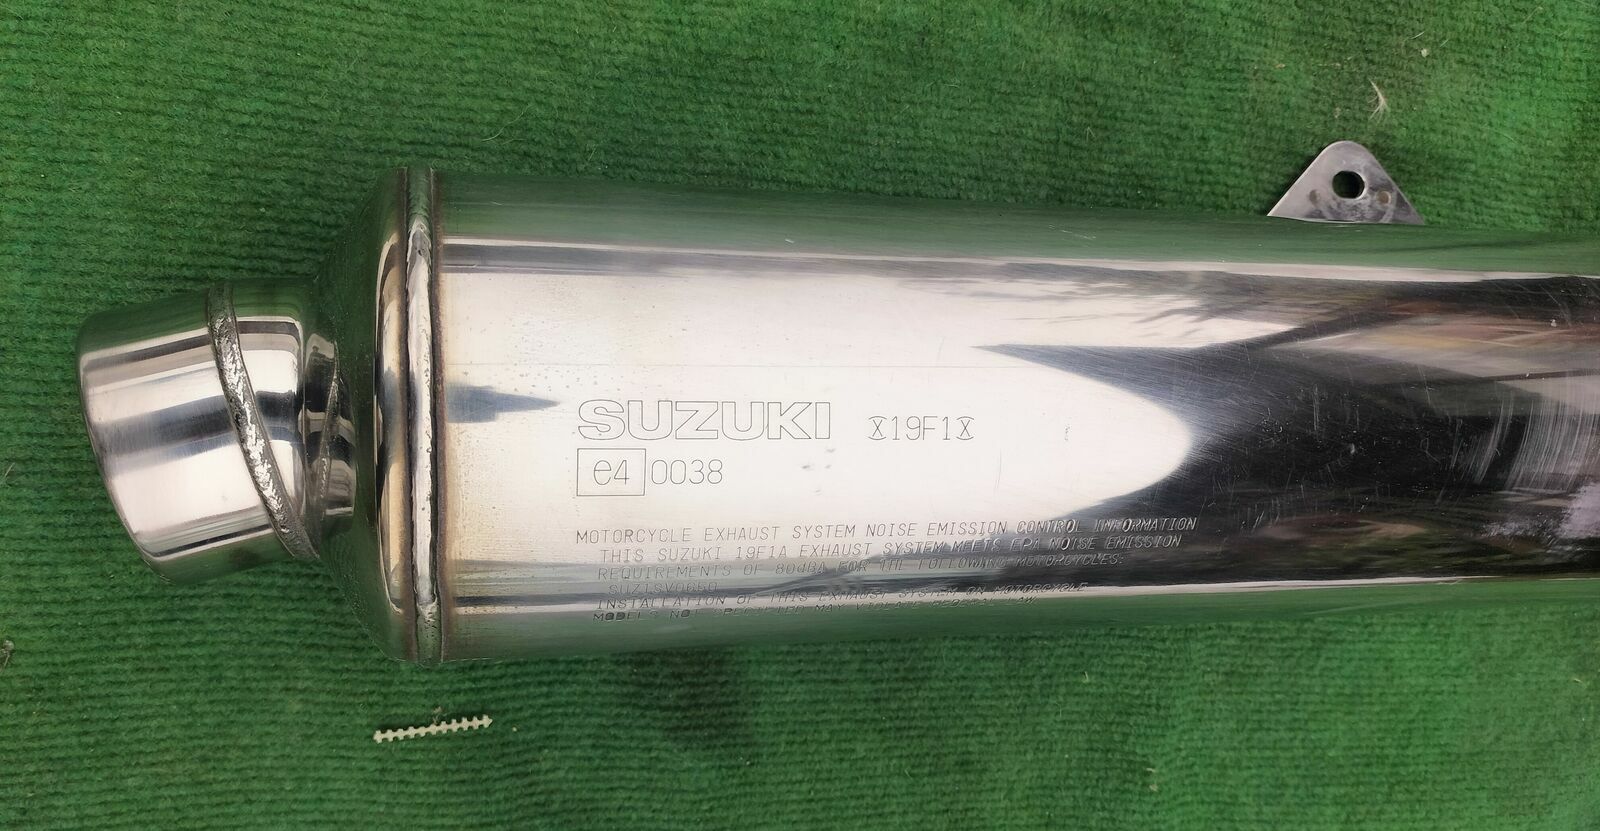 SUZUKI X19F1X
e4 0038
MOTORCYCLE EXHAUST SYSTEM NOISE EMISSION CONTROL INFORMATION
THIS SUZUKI 19F1A EXHAUST SYSTEM MEETS EPA NOISE EMISSION
REQUIREMENTS OF 80dBA FOR THE FOLLOWING MOTORCYCLES:
INSTALLATION OF THIS EXHAUST SYSTEM ON MOTORCYCLE
MODELS NOT SPECIFIED MAY VIOLATE FEDERAL LAW.